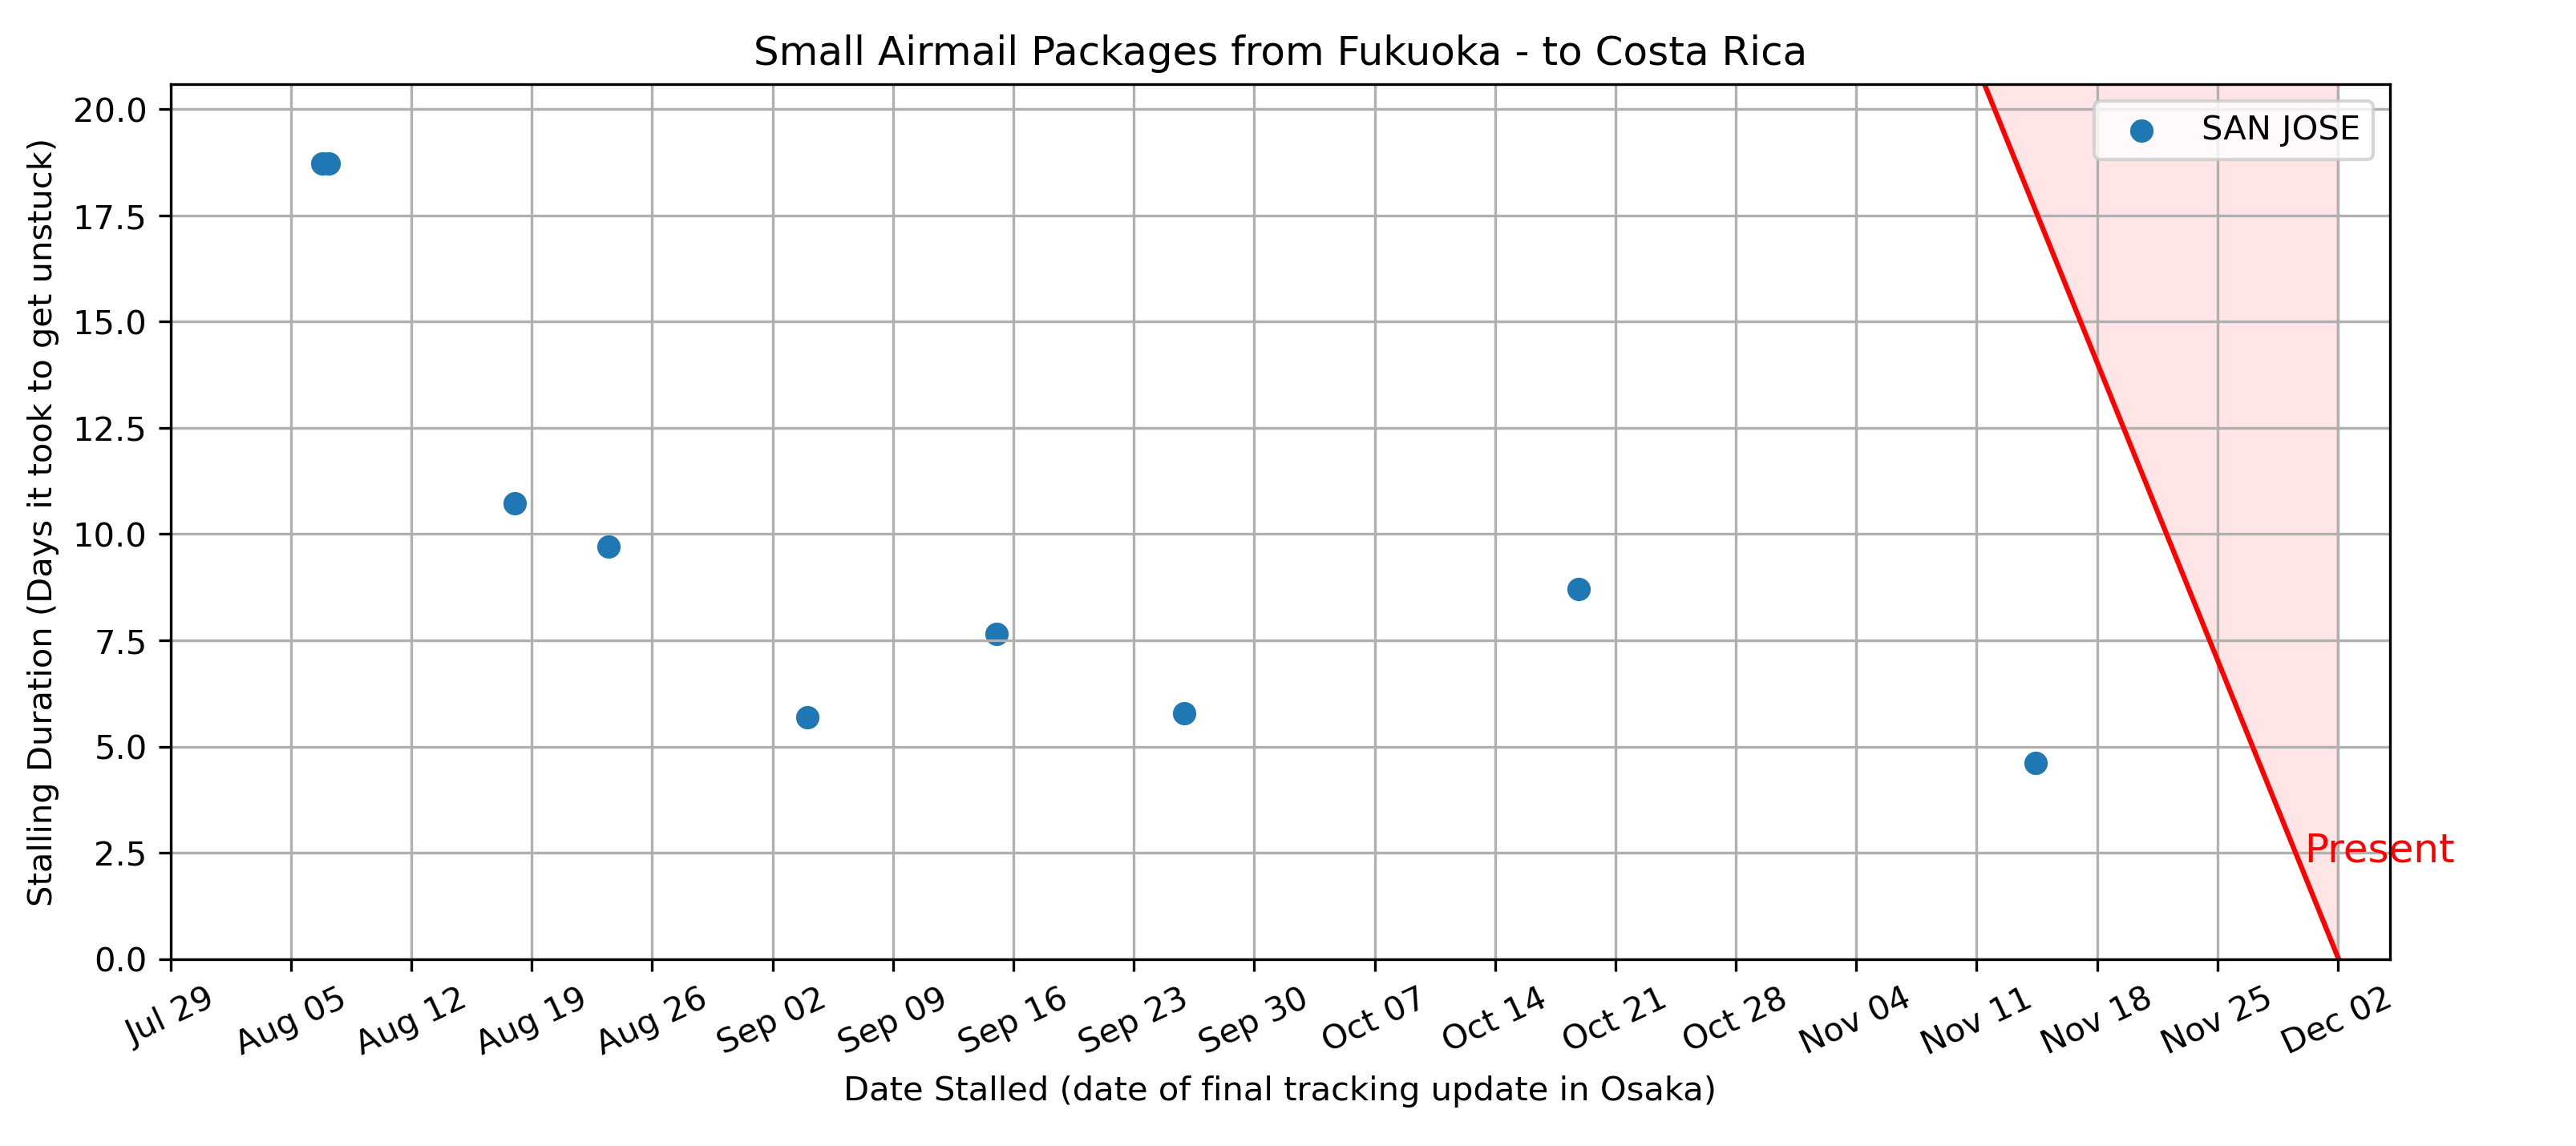 Small Airmail Packages from Fukuoka - to Costa Rica
Stalling Duration (Days it took to get unstuck)
20.0
17.5
15.0
12.5
10.0
7.5
5.0
2.5
0.0
SAN JOSE
Present
Jul 29
Aug 05
Aug 12
Aug 19
Aug 26
Sep 02
Sep 09
Sep 16
Sep 23
Sep 30
Oct 07
Oct 14
Oct 21
Oct 28
Nov 04
Nov 11
Nov 18
Nov 25
Dec 02
Date Stalled (date of final tracking update in Osaka)